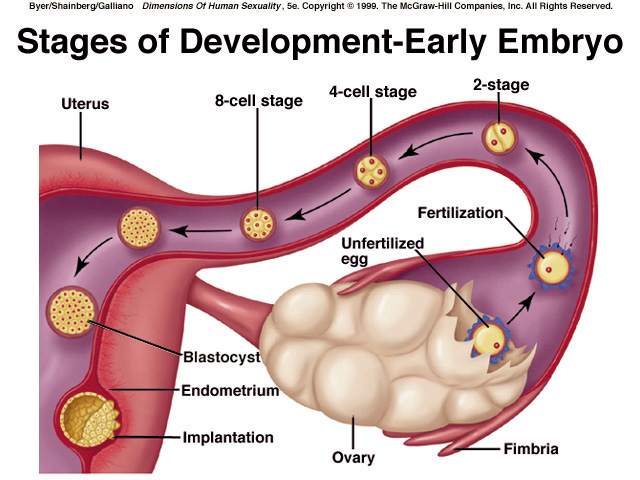 Byer/Shainberg/Galliano Dimensions Of Human Sexuality, 5e. Copyright © 1999. The McGraw-Hill Companies, Inc. All Rights Reserved.
Stages of Development-Early Embryo
Uterus
8-cell stage
4-cell stage
2-stage
Fertilization
Unfertilized
egg
Blastocyst
Endometrium
Implantation
Ovary
Fimbria